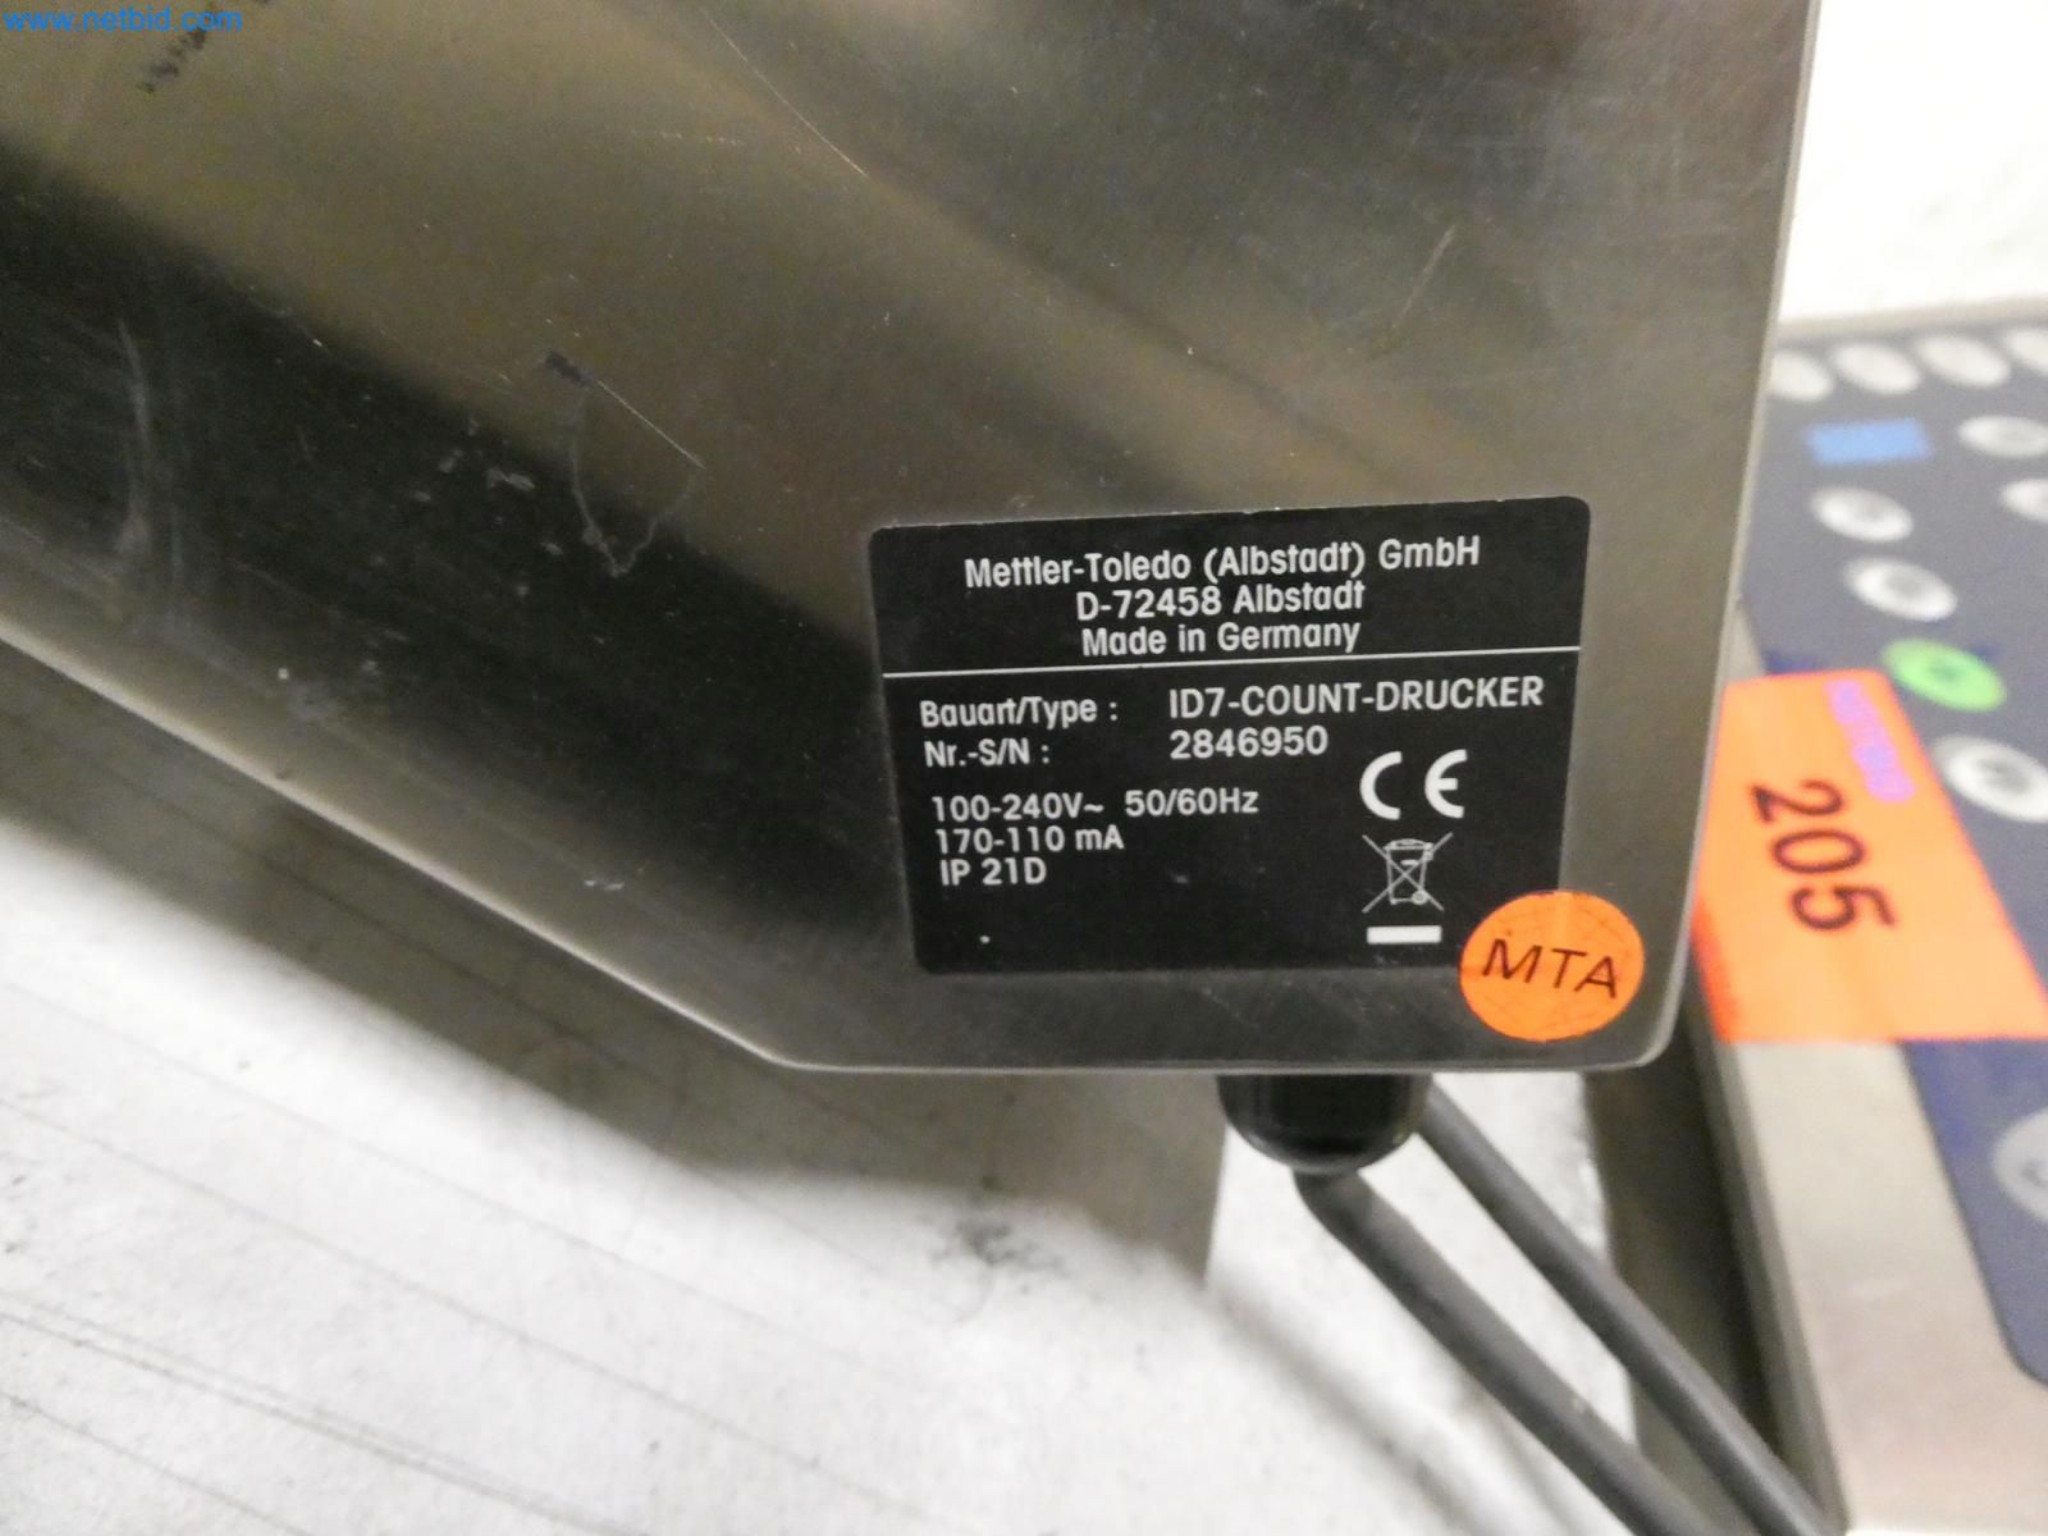 www.netbid.com
Mettler-Toledo (Albstadt) GmbH
D-72458 Albstadt
Made in Germany
Bauart/Type : ID7-COUNT-DRUCKER
Nr.-S/N : 2846950
100-240V~ 50/60Hz
170-110 mA
IP 21D
CE
MTA
205